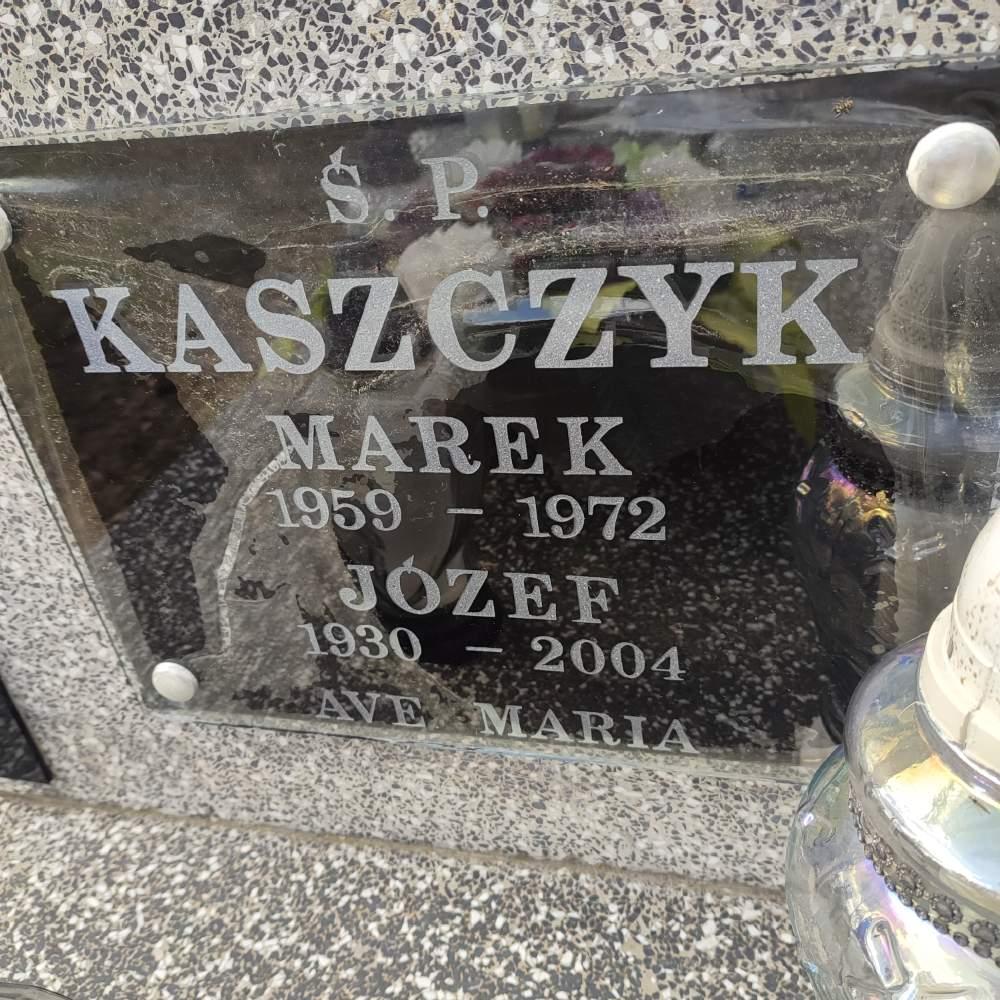 Ś. P.
KASZCZYK
MAREK
1959 – 1972
JÓZEF
1930 – 2004
AVE MARIA